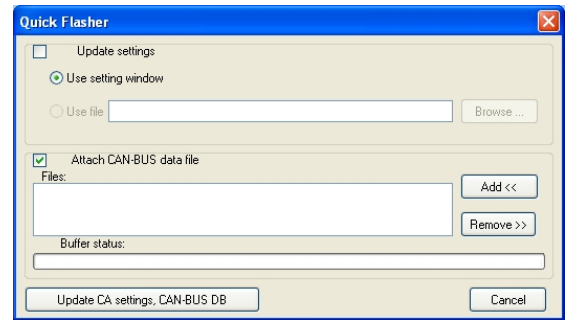 Quick Flasher
Update settings
Use setting window
Use file
Browse ...
Attach CAN-BUS data file
Files:
Add <<
Remove >>
Buffer status:
Update CA settings, CAN-BUS DB
Cancel